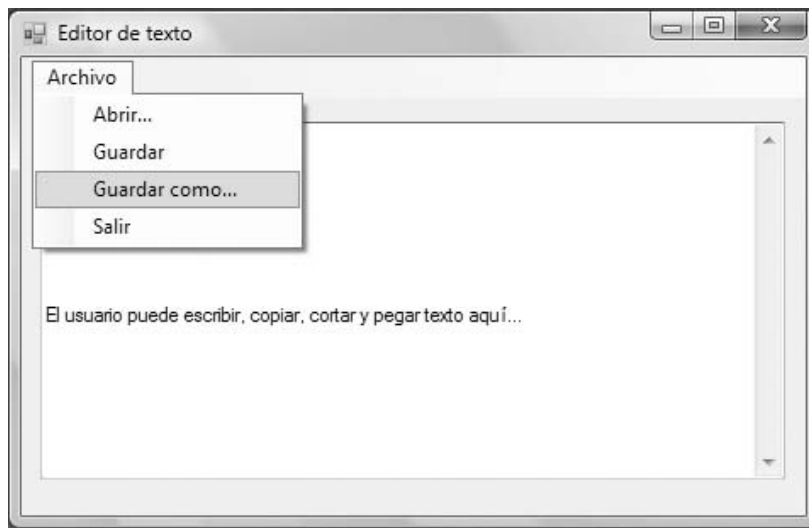 Editor de texto
Archivo
Abrir...
Guardar
Guardar como...
Salir
El usuario puede escribir, copiar, cortar y pegar texto aquí...